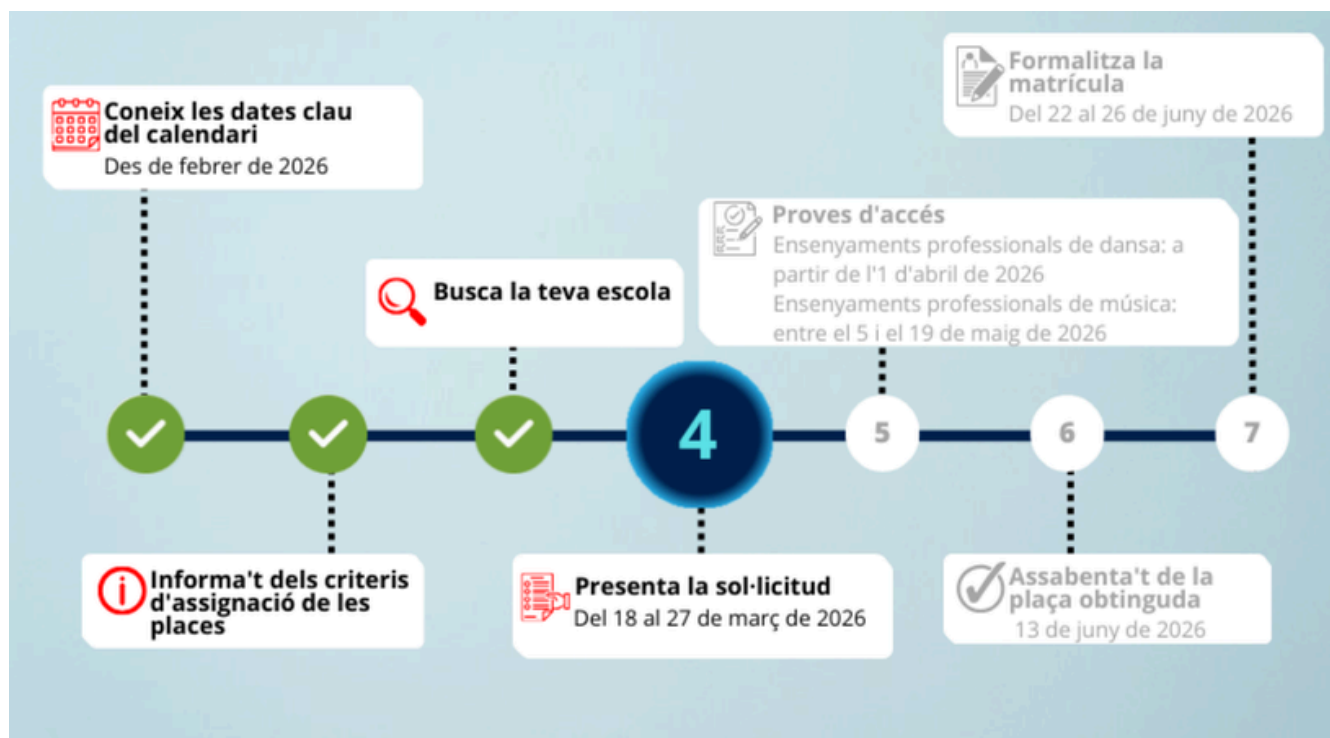 Coneix les dates clau
del calendari
Des de febrer de 2026
Informa't dels criteris
d'assignació de les
places
Busca la teva escola
4
Presenta la sol·licitud
Del 18 al 27 de març de 2026
5
Proves d'accés
Ensenyaments professionals de dansa: a
partir de l'1 d'abril de 2026
Ensenyaments professionals de música:
entre el 5 i el 19 de maig de 2026
6
Assabenta't de la
plaça obtinguda
13 de juny de 2026
7
Formalitza la
matrícula
Del 22 al 26 de juny de 2026